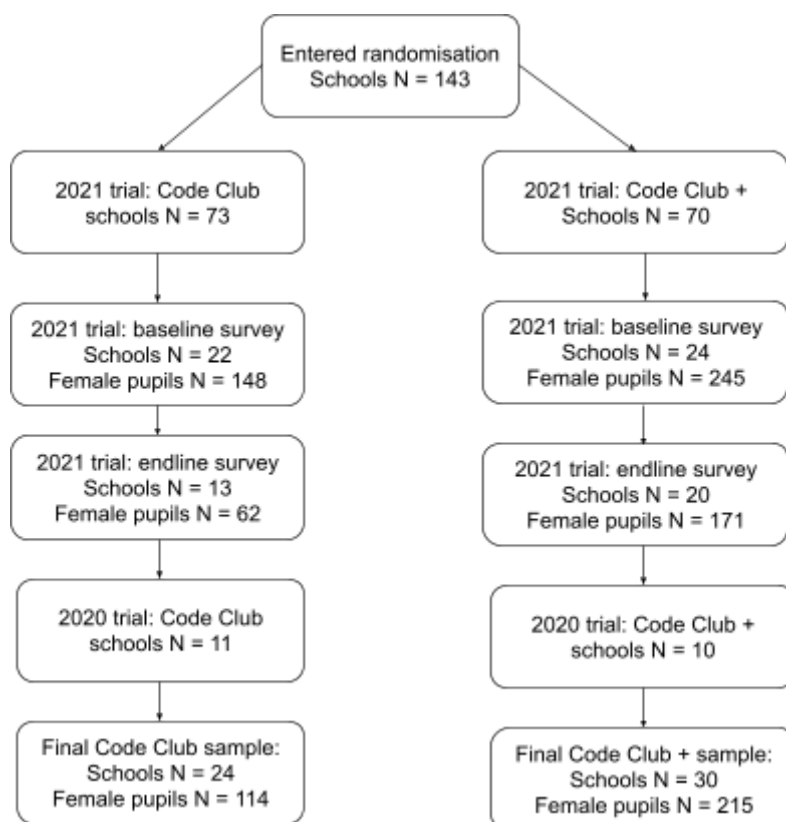 Entered randomisation
Schools N = 143
2021 trial: Code Club
schools N = 73
2021 trial: Code Club +
Schools N = 70
2021 trial: baseline survey
Schools N = 22
Female pupils N = 148
2021 trial: baseline survey
Schools N = 24
Female pupils N = 245
2021 trial: endline survey
Schools N = 13
Female pupils N = 62
2021 trial: endline survey
Schools N = 20
Female pupils N = 171
2020 trial: Code Club
schools N = 11
2020 trial: Code Club +
schools N = 10
Final Code Club sample:
Schools N = 24
Female pupils N = 114
Final Code Club + sample:
Schools N = 30
Female pupils N = 215